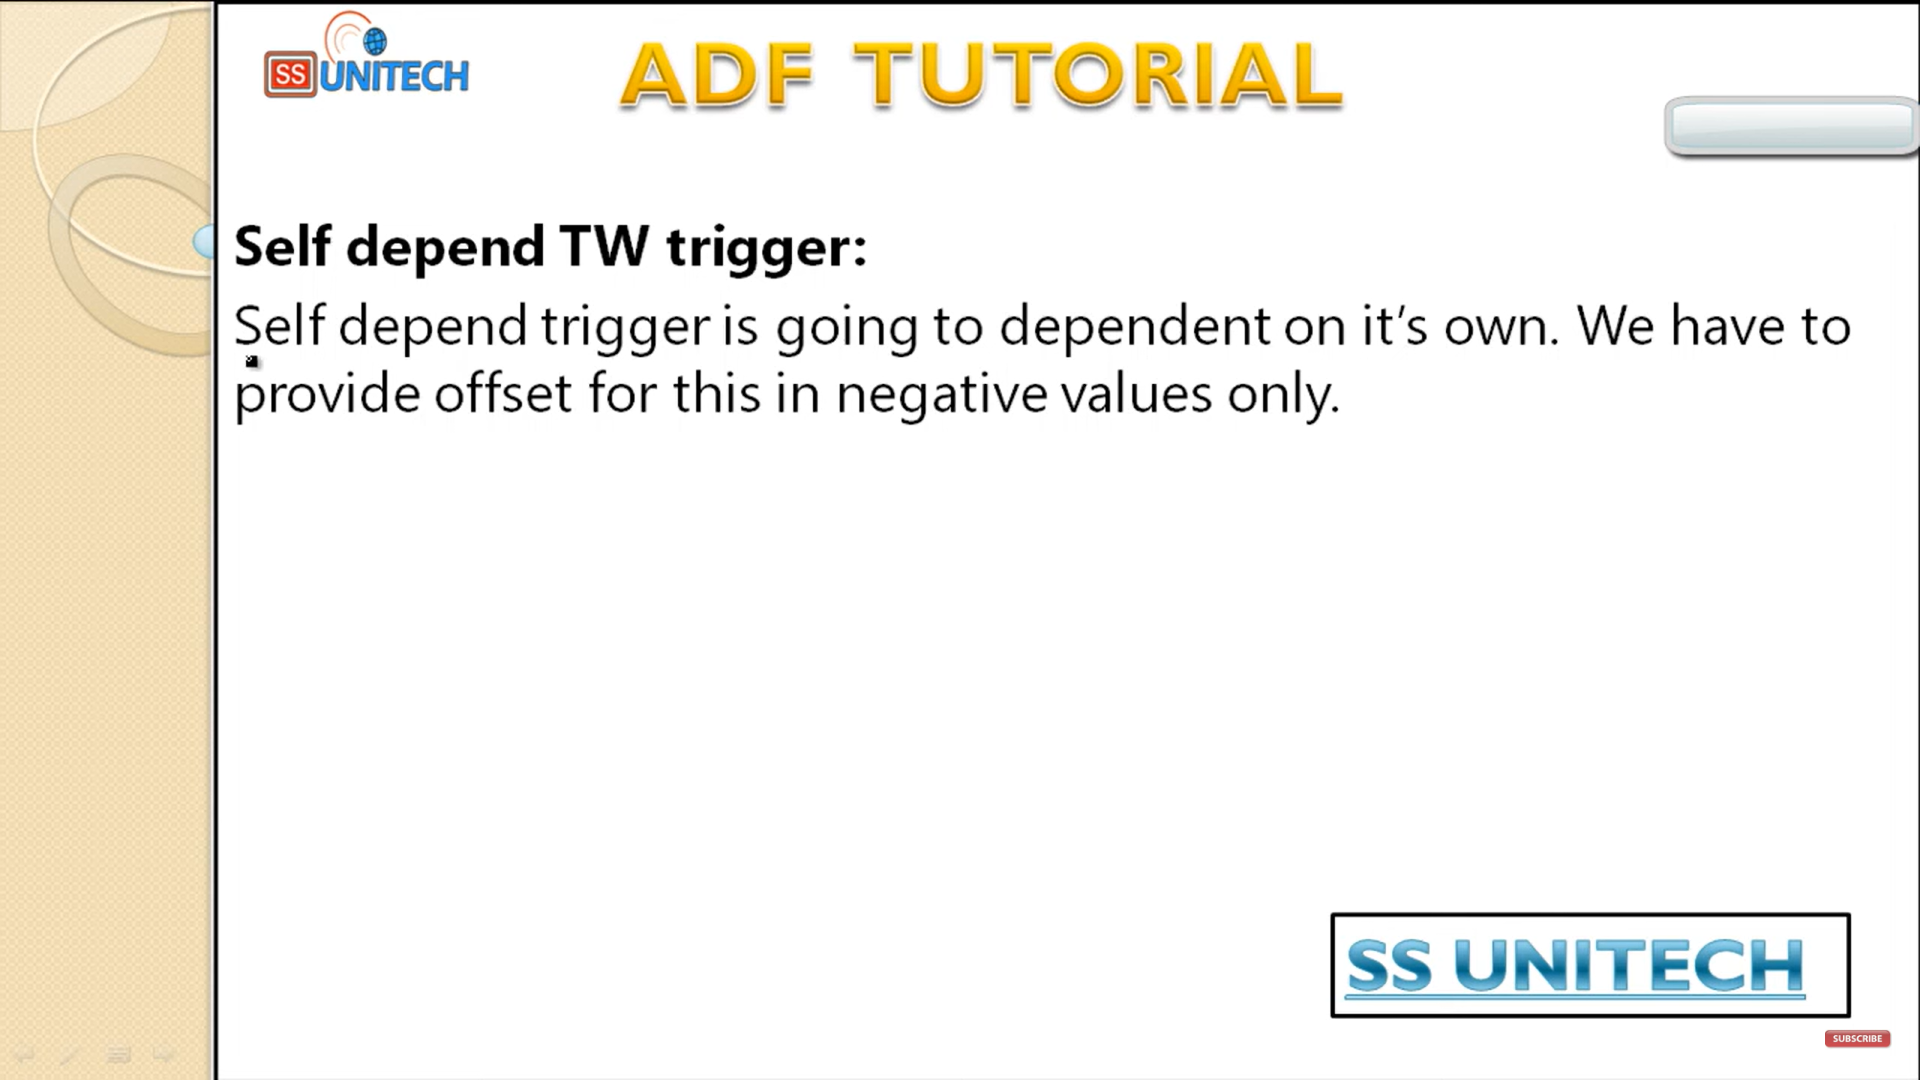 SS UNITECH
ADF TUTORIAL
Self depend TW trigger:
Self depend trigger is going to dependent on it's own. We have to
provide offset for this in negative values only.
SS UNITECH
SUBSCRIBE